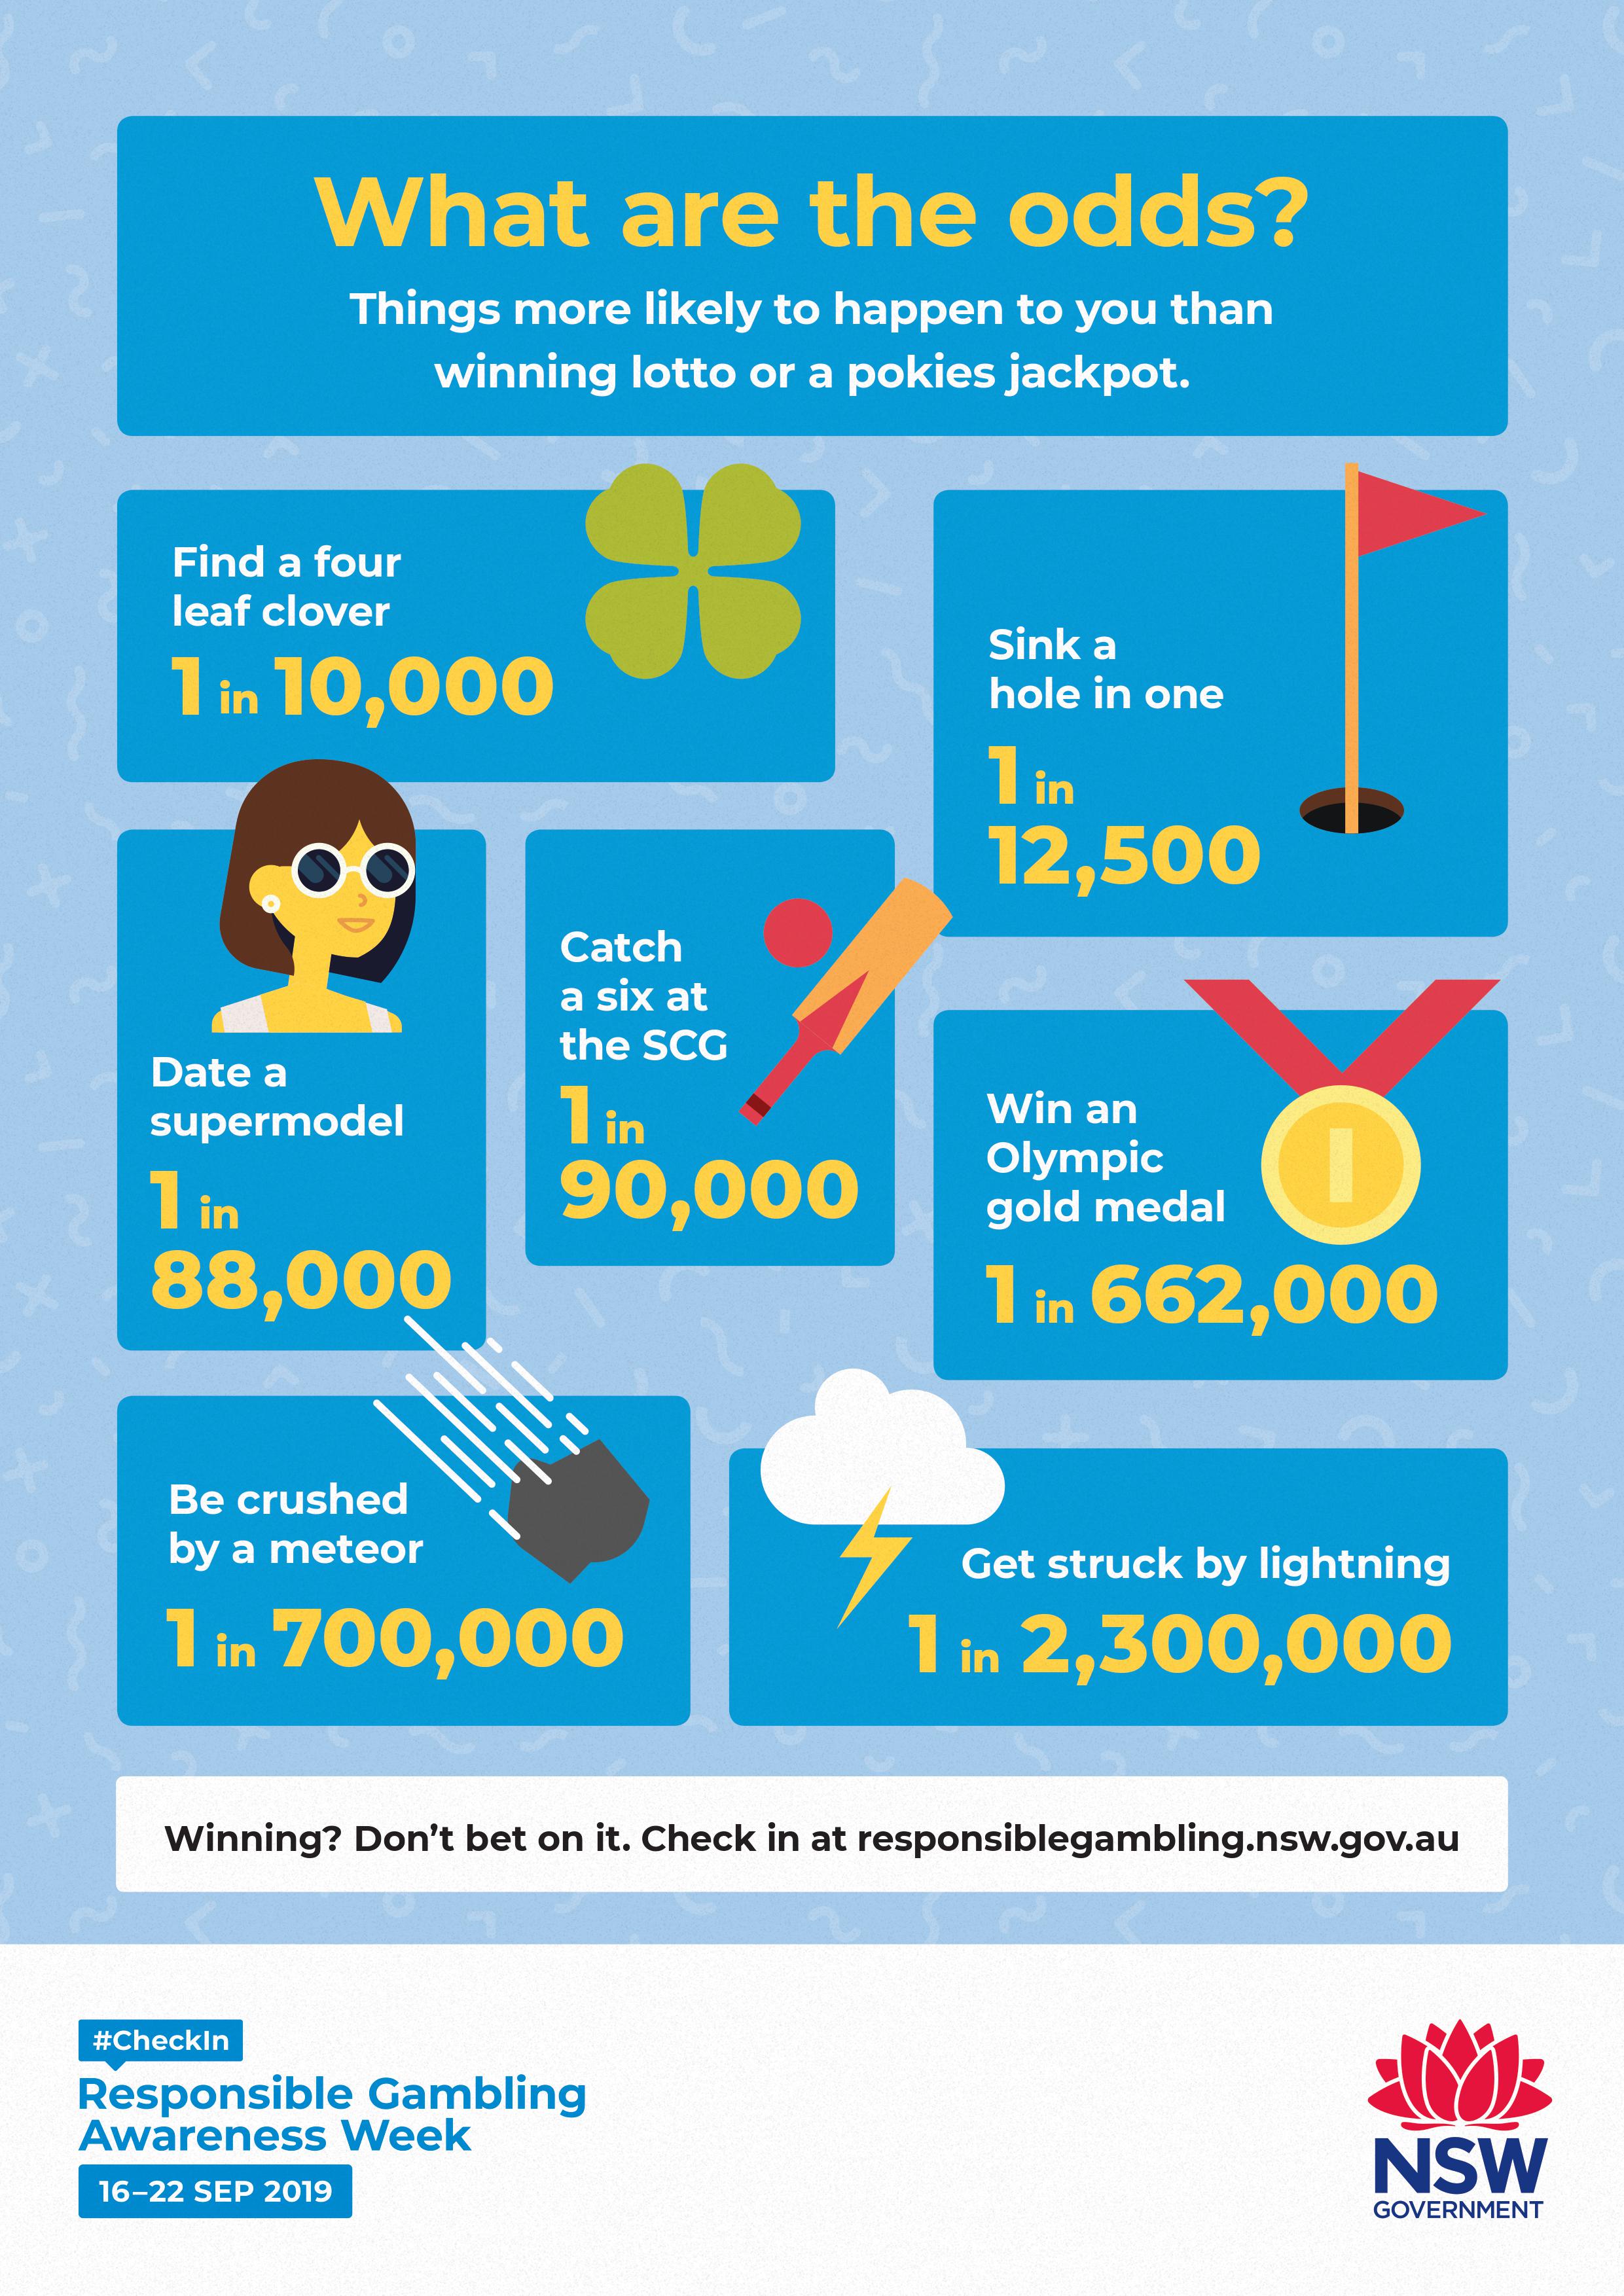 What are the odds?
Things more likely to happen to you than
winning lotto or a pokies jackpot.
Find a four
leaf clover
1 in 10,000
Sink a
hole in one
1 in
12,500
Date a
supermodel
1 in
88,000
Catch
a six at
the SCG
1 in
90,000
Win an
Olympic
gold medal
1 in 662,000
Be crushed
by a meteor
1 in 700,000
Get struck by lightning
1 in 2,300,000
Winning? Don’t bet on it. Check in at responsiblegambling.nsw.gov.au
#CheckIn
Responsible Gambling
Awareness Week
16–22 SEP 2019
NSW
GOVERNMENT